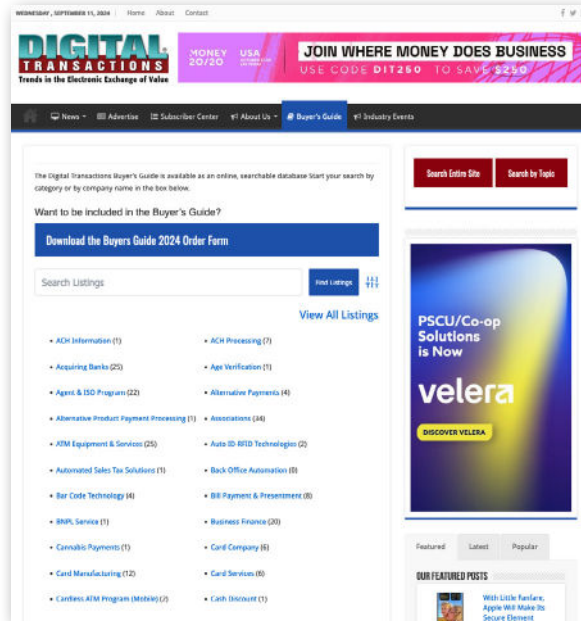 WEDNESDAY, SEPTEMBER 11, 2024 Home About Contact
DIGITAL
TRANSACTIONS
Trends in the Electronic Exchange of Value
MONEY 20/20 USA
JOIN WHERE MONEY DOES BUSINESS
USE CODE DIT250 TO SAVE $250
News Advertise Subscriber Center About Us Buyer's Guide Industry Events
The Digital Transactions Buyer's Guide is available as an online, searchable database Start your search by
category or by company name in the box below.
Want to be included in the Buyer's Guide?
Download the Buyers Guide 2024 Order Form
Search Listings Find Listings
View All Listings
• ACH Information (1) • ACH Processing (7)
• Acquiring Banks (25) • Age Verification (1)
• Agent & ISO Program (22) • Alternative Payments (4)
• Alternative Product Payment Processing (1) • Associations (34)
• ATM Equipment & Services (25) • Auto ID RFID Technologies (2)
• Automated Sales Tax Solutions (1) • Back Office Automation (0)
• Bar Code Technology (4) • Bill Payment & Presentment (8)
• BNPL Service (1) • Business Finance (20)
• Cannabis Payments (1) • Card Company (6)
• Card Manufacturing (12) • Card Services (6)
• Cardless ATM Program (Mobile) (2) • Cash Discount (1)
Search Entire Site Search by Topic
PSCU/Co-op
Solutions
is Now
velera
DISCOVER VELERA
Featured Latest Popular
OUR FEATURED POSTS
With Little Fanfare,
Apple Will Make Its
Secure Element